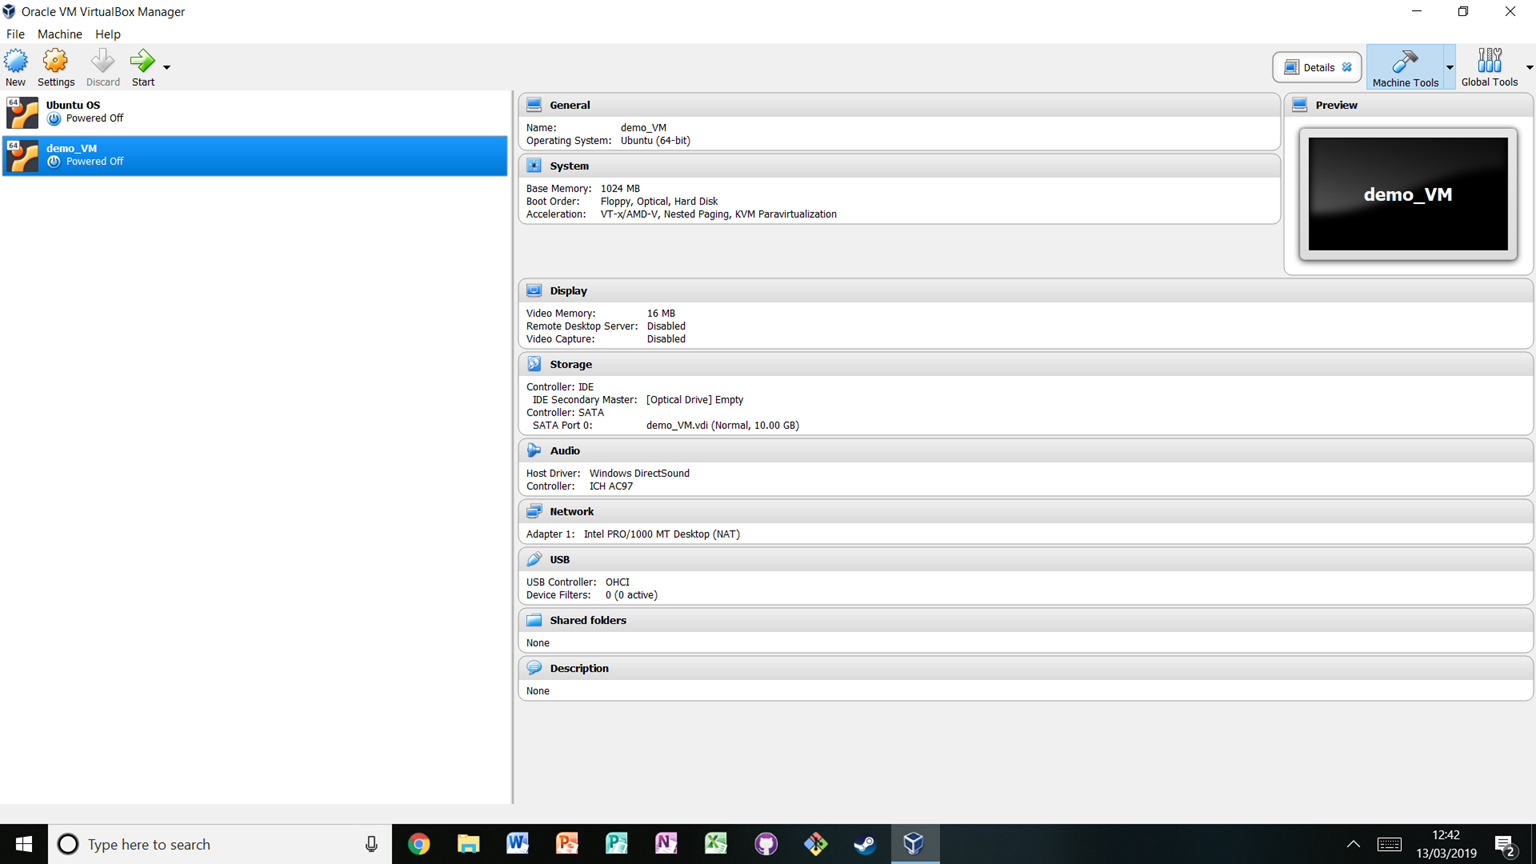 Oracle VM VirtualBox Manager
File Machine Help
New Settings Discard Start
Details
Machine Tools
Global Tools
64 Ubuntu OS
Powered Off
64 demo_VM
Powered Off
General
Name: demo_VM
Operating System: Ubuntu (64-bit)
System
Base Memory: 1024 MB
Boot Order: Floppy, Optical, Hard Disk
Acceleration: VT-x/AMD-V, Nested Paging, KVM Paravirtualization
Preview
demo_VM
Display
Video Memory: 16 MB
Remote Desktop Server: Disabled
Video Capture: Disabled
Storage
Controller: IDE
IDE Secondary Master: [Optical Drive] Empty
Controller: SATA
SATA Port 0: demo_VM.vdi (Normal, 10.00 GB)
Audio
Host Driver: Windows DirectSound
Controller: ICH AC97
Network
Adapter 1: Intel PRO/1000 MT Desktop (NAT)
USB
USB Controller: OHCI
Device Filters: 0 (0 active)
Shared folders
None
Description
None
Type here to search
12:42
13/03/2019
2